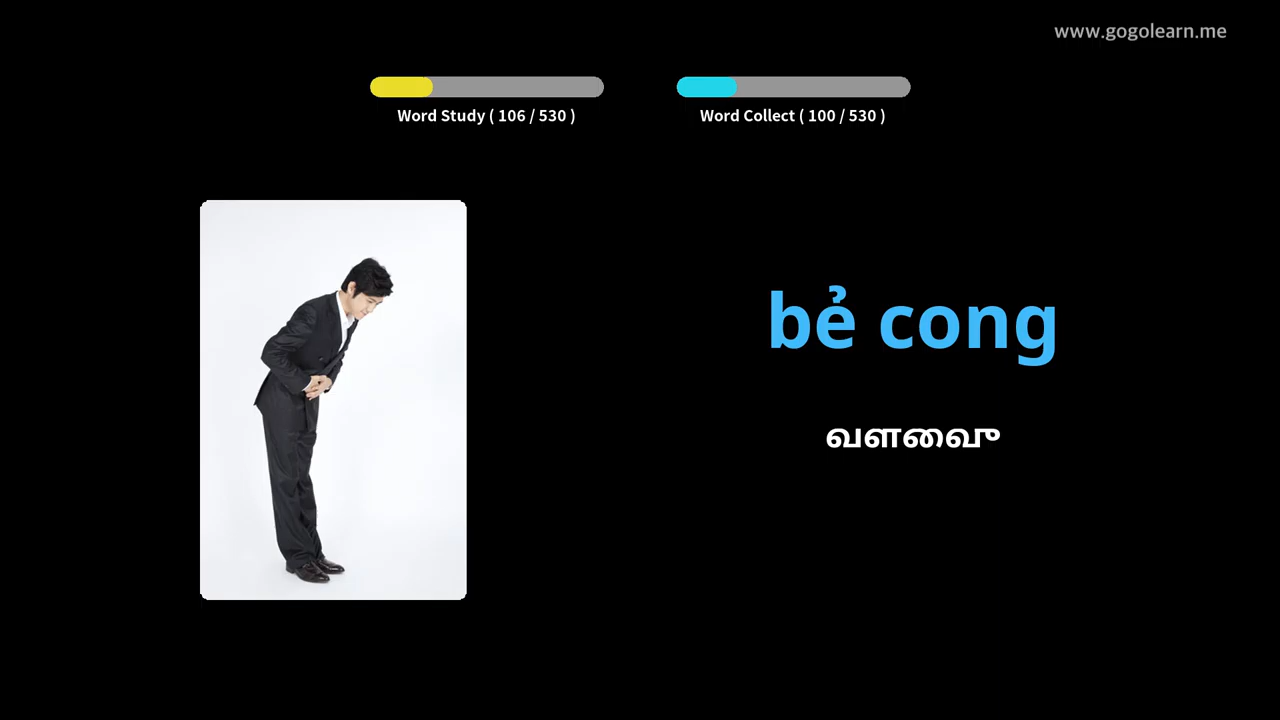 www.gogolearn.me
Word Study ( 106 / 530 )
Word Collect ( 100 / 530 )
bẻ cong
வளைவு